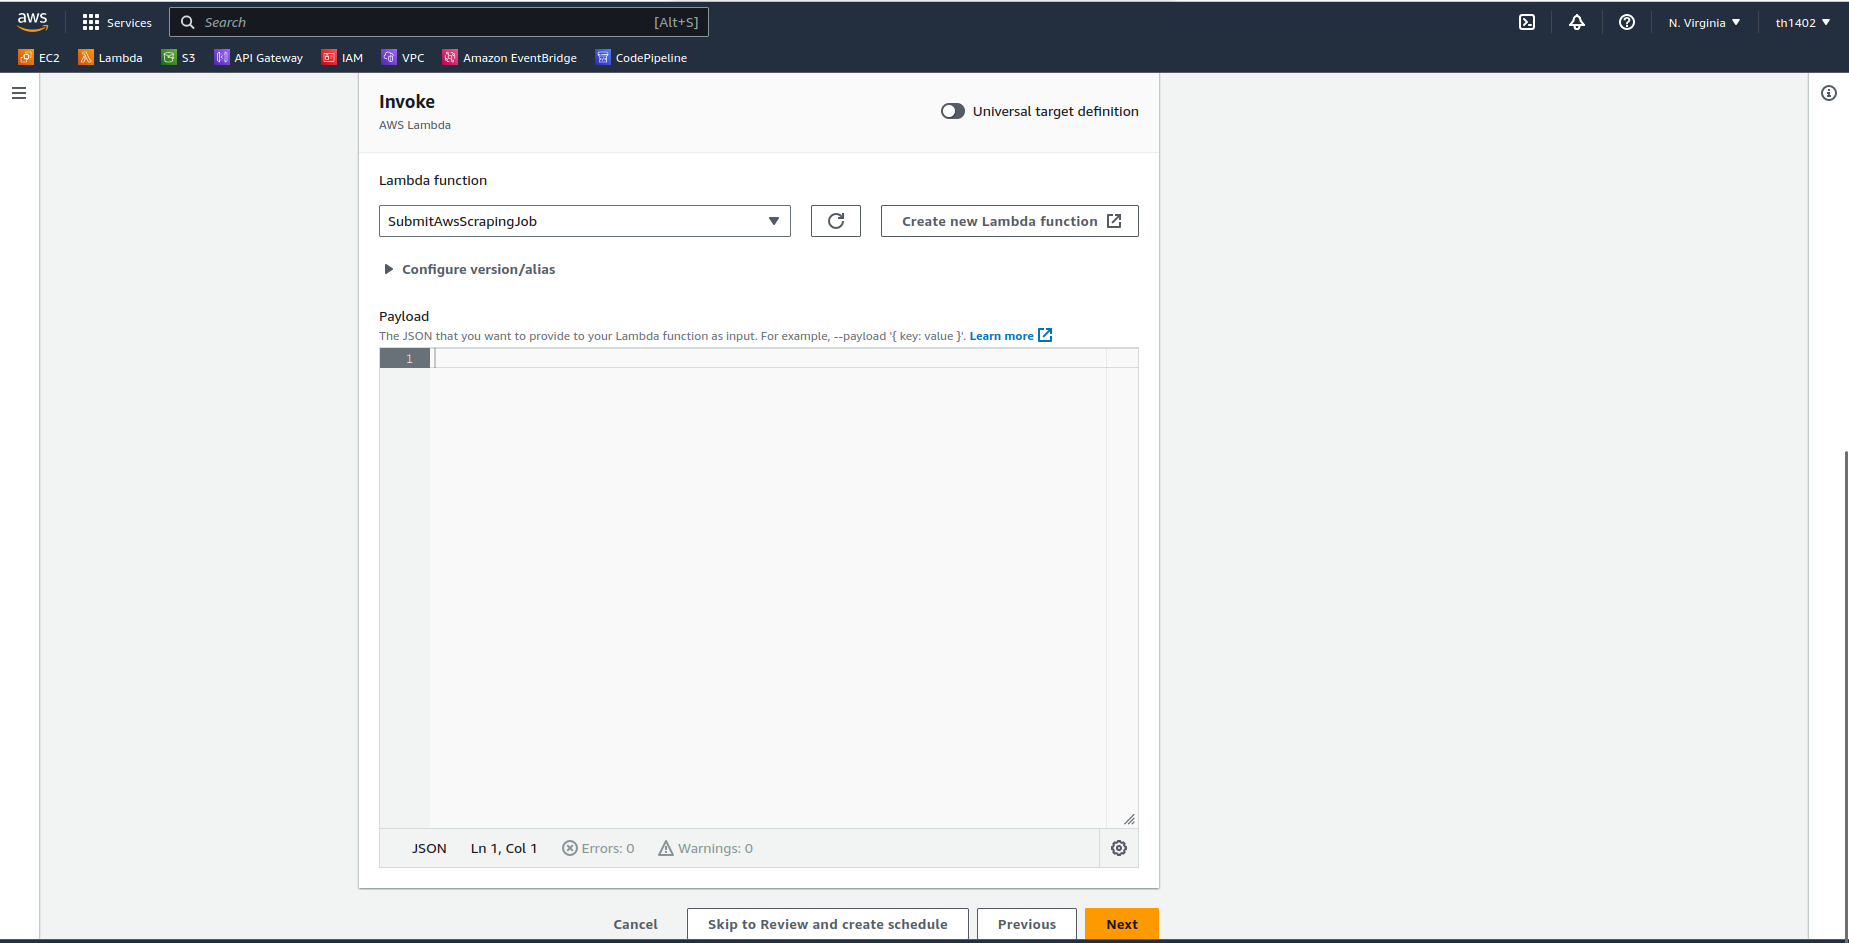 aws Services Search [Alt+S] N. Virginia th1402
EC2 Lambda S3 API Gateway IAM VPC Amazon EventBridge CodePipeline
Invoke
AWS Lambda
Universal target definition
Lambda function
SubmitAwsScrapingJob Create new Lambda function
Configure version/alias
Payload
The JSON that you want to provide to your Lambda function as input. For example, --payload '{ key: value }'. Learn more
1
JSON Ln 1, Col 1 Errors: 0 Warnings: 0
Cancel Skip to Review and create schedule Previous Next